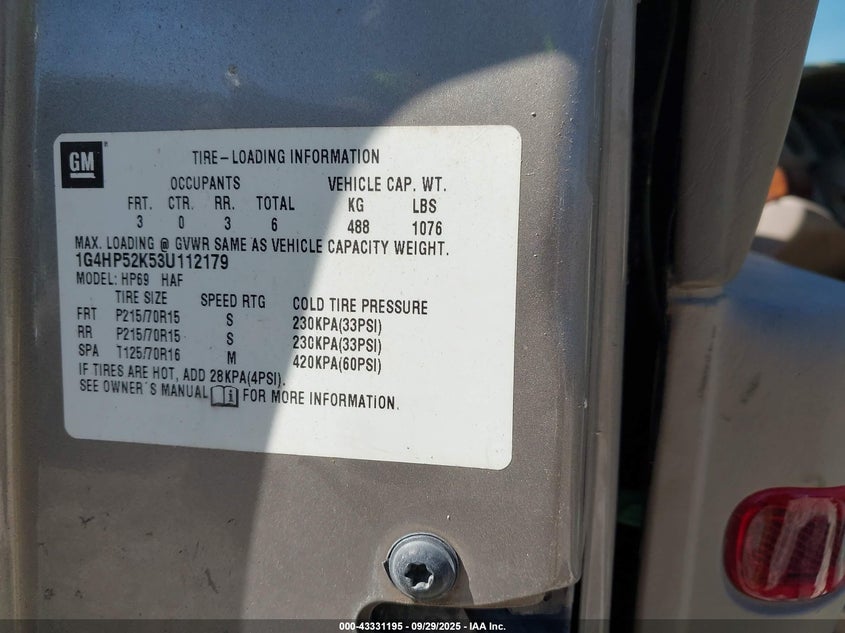 GM
TIRE-LOADING INFORMATION
OCCUPANTS VEHICLE CAP. WT.
FRT. CTR. RR. TOTAL KG LBS
3 0 3 6 488 1076
MAX. LOADING @ GVWR SAME AS VEHICLE CAPACITY WEIGHT.
1G4HP52K53U112179
MODEL: HP69 HAF
TIRE SIZE SPEED RTG COLD TIRE PRESSURE
FRT P215/70R15 S 230KPA(33PSI)
RR P215/70R15 S 230KPA(33PSI)
SPA T125/70R16 M 420KPA(60PSI)
IF TIRES ARE HOT, ADD 28KPA(4PSI).
SEE OWNER´S MANUAL i FOR MORE INFORMATION.
000-43331195 - 09/29/2025 - IAA Inc.